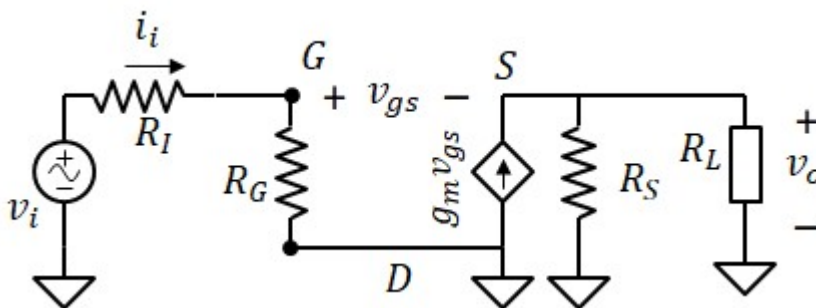 i_i
G
+ v_gs −
S
R_I
+
−
v_i
R_G
g_m v_gs
R_S
R_L
+
v_o
−
D